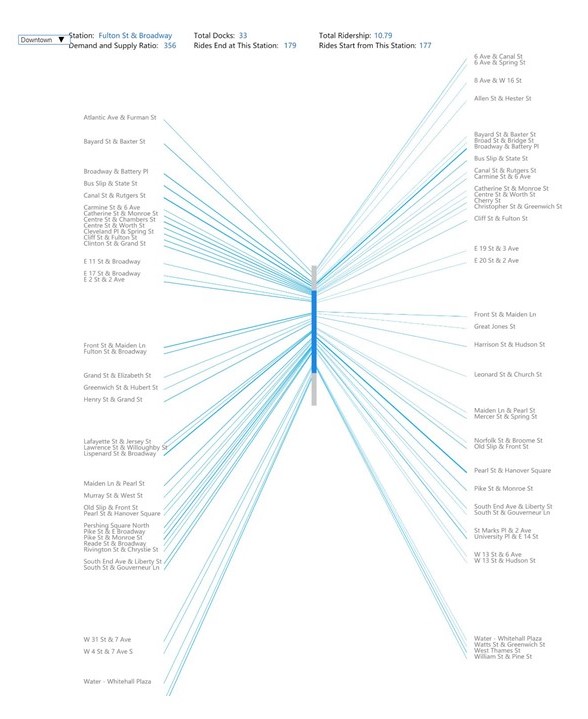 Downtown ▼
Station: Fulton St & Broadway Total Docks: 33 Total Ridership: 10.79
Demand and Supply Ratio: 356 Rides End at This Station: 179 Rides Start from This Station: 177
Atlantic Ave & Furman St
Bayard St & Baxter St
Broadway & Battery Pl
Bus Slip & State St
Canal St & Rutgers St
Carmine St & 6 Ave
Catherine St & Monroe St
Centre St & Chambers St
Centre St & Worth St
Cleveland Pl & Spring St
Cliff St & Fulton St
Clinton St & Grand St
E 11 St & Broadway
E 17 St & Broadway
E 2 St & 2 Ave
Front St & Maiden Ln
Fulton St & Broadway
Grand St & Elizabeth St
Greenwich St & Hubert St
Henry St & Grand St
Lafayette St & Jersey St
Lawrence St & Willoughby St
Lispenard St & Broadway
Maiden Ln & Pearl St
Murray St & West St
Old Slip & Front St
Pearl St & Hanover Square
Pershing Square North
Pike St & E Broadway
Pike St & Monroe St
Reade St & Broadway
Rivington St & Chrystie St
South End Ave & Liberty St
South St & Gouverneur Ln
W 31 St & 7 Ave
W 4 St & 7 Ave S
Water - Whitehall Plaza
6 Ave & Canal St
6 Ave & Spring St
8 Ave & W 16 St
Allen St & Hester St
Bayard St & Baxter St
Broad St & Bridge St
Broadway & Battery Pl
Bus Slip & State St
Canal St & Rutgers St
Carmine St & 6 Ave
Catherine St & Monroe St
Centre St & Worth St
Cherry St
Christopher St & Greenwich St
Cliff St & Fulton St
E 19 St & 3 Ave
E 20 St & 2 Ave
Front St & Maiden Ln
Great Jones St
Harrison St & Hudson St
Leonard St & Church St
Maiden Ln & Pearl St
Mercer St & Spring St
Norfolk St & Broome St
Old Slip & Front St
Pearl St & Hanover Square
Pike St & Monroe St
South End Ave & Liberty St
South St & Gouverneur Ln
St Marks Pl & 2 Ave
University Pl & E 14 St
W 13 St & 6 Ave
W 13 St & Hudson St
Water - Whitehall Plaza
Watts St & Greenwich St
West Thames St
William St & Pine St